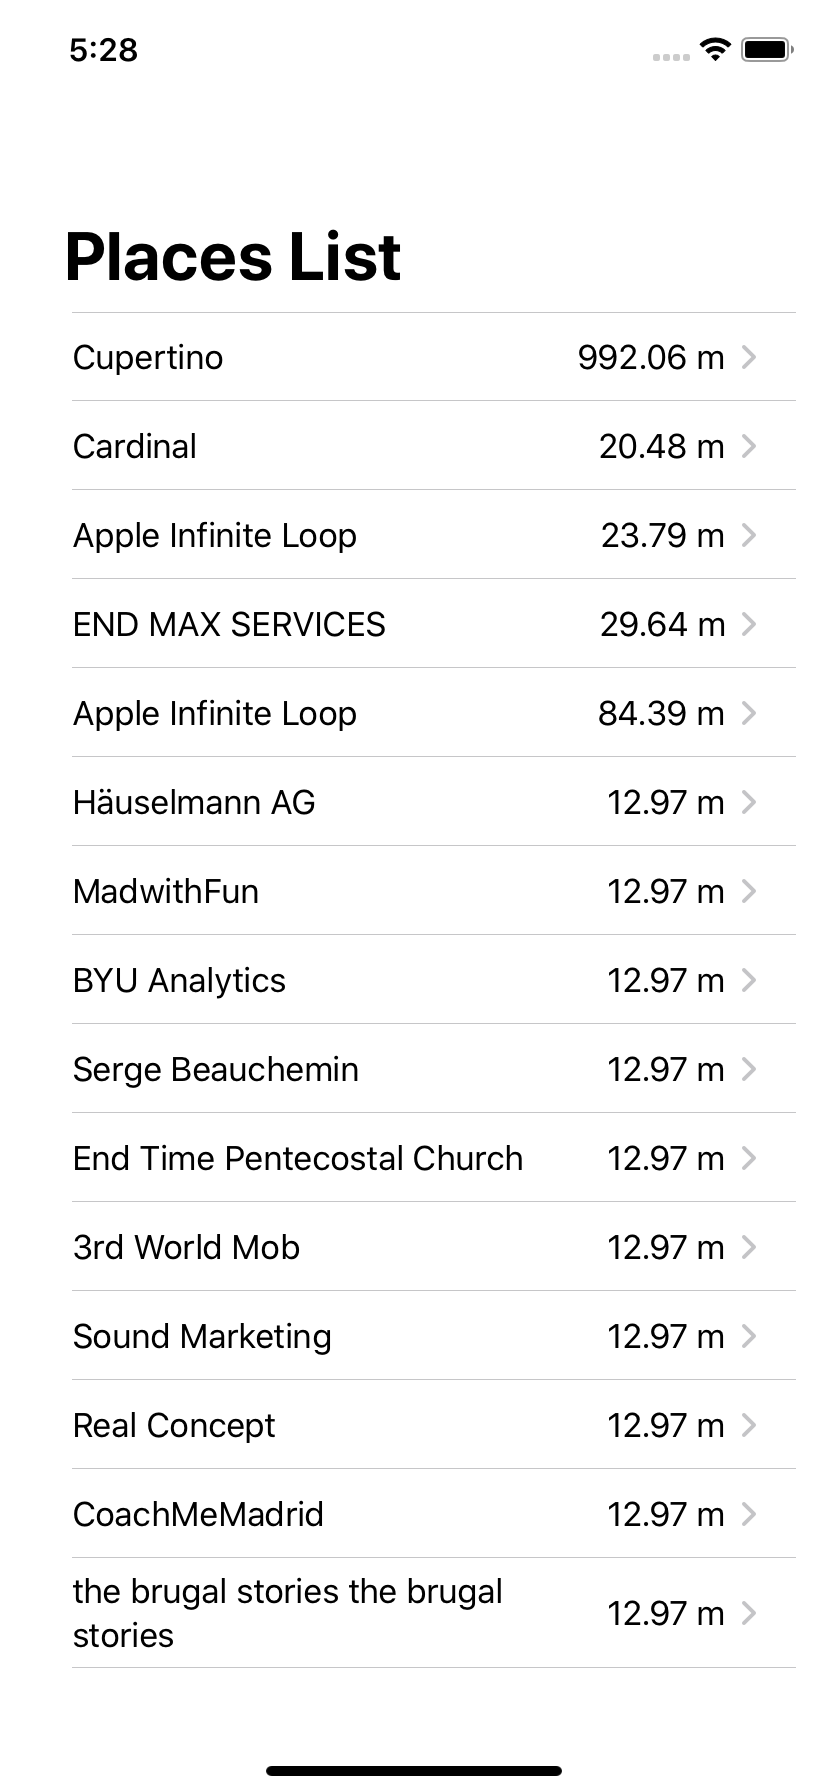 5:28
Places List
Cupertino 992.06 m
Cardinal 20.48 m
Apple Infinite Loop 23.79 m
END MAX SERVICES 29.64 m
Apple Infinite Loop 84.39 m
Häuselmann AG 12.97 m
MadwithFun 12.97 m
BYU Analytics 12.97 m
Serge Beauchemin 12.97 m
End Time Pentecostal Church 12.97 m
3rd World Mob 12.97 m
Sound Marketing 12.97 m
Real Concept 12.97 m
CoachMeMadrid 12.97 m
the brugal stories the brugal
stories 12.97 m